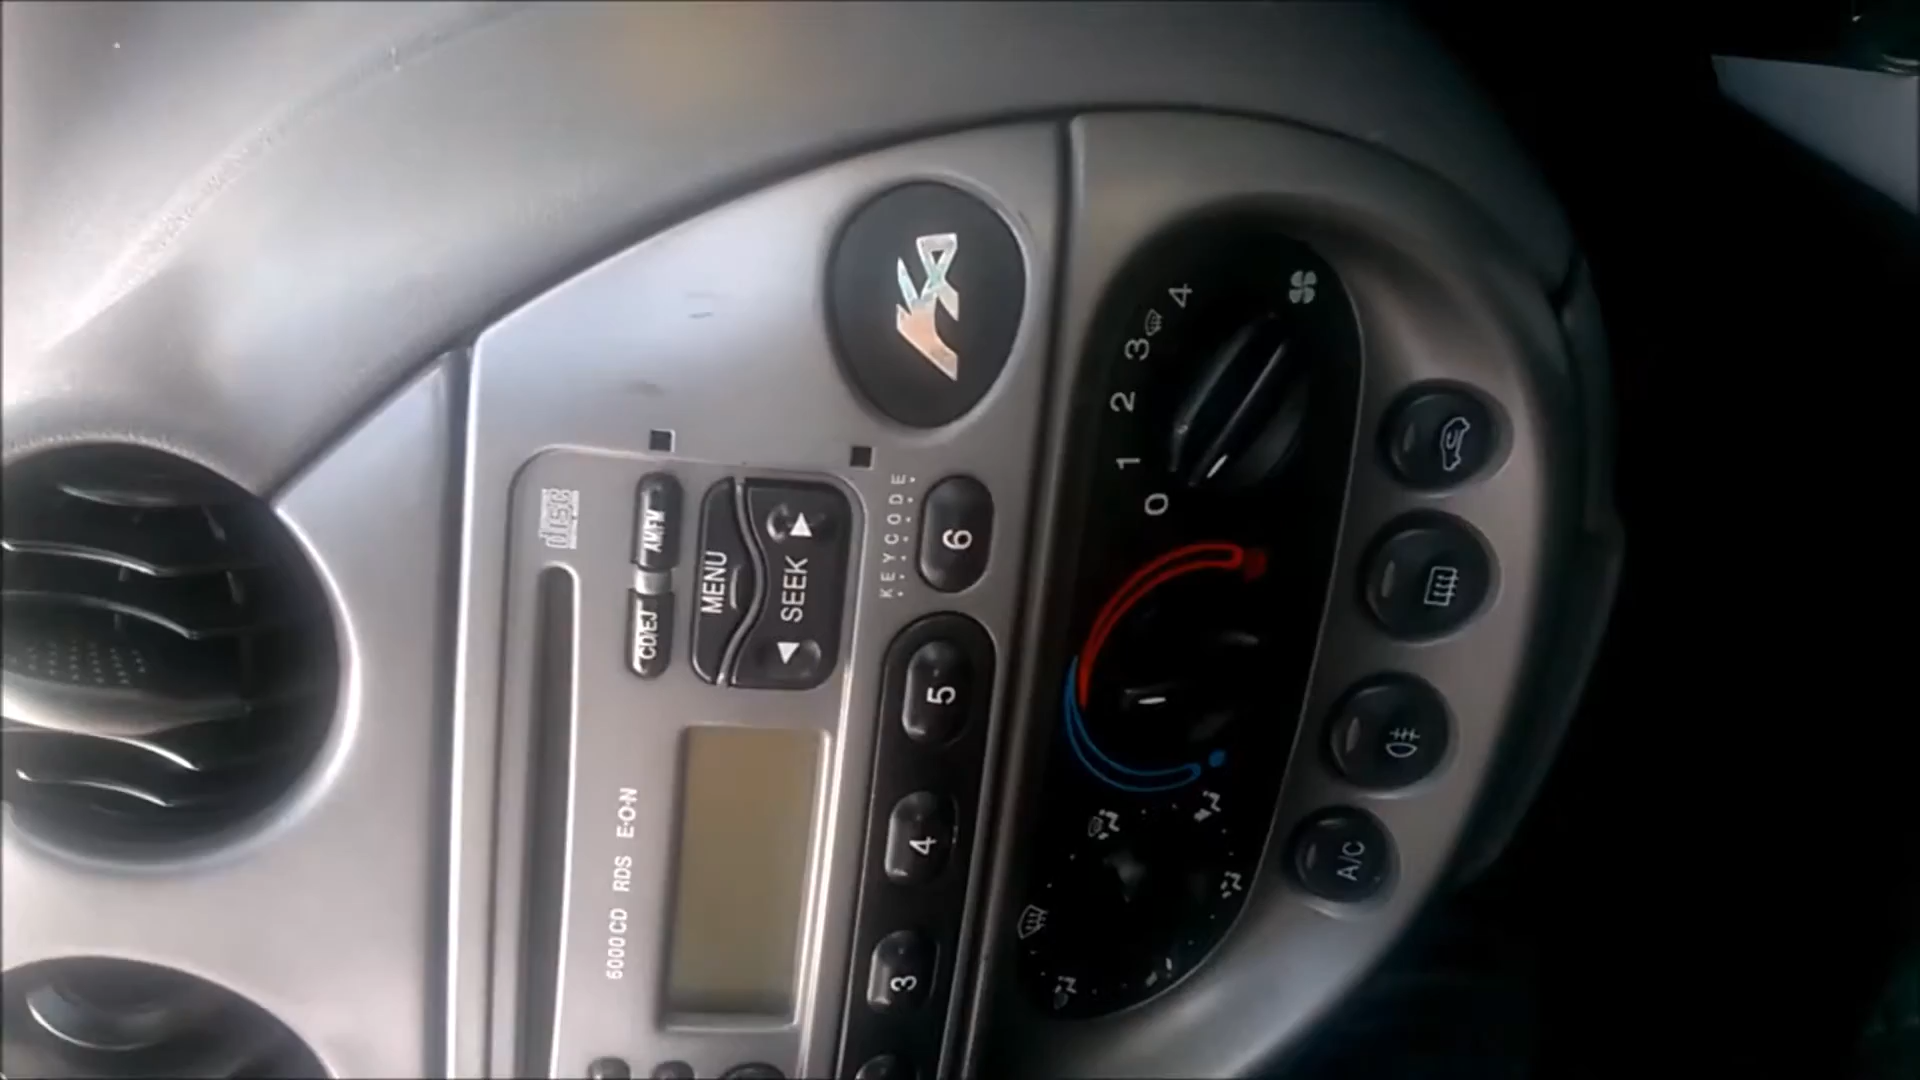 disc
6000 CD RDS E·O·N
CD/EJ AM/FM
MENU
SEEK
KEYCODE
3 4 5 6
0 1 2 3 4
A/C